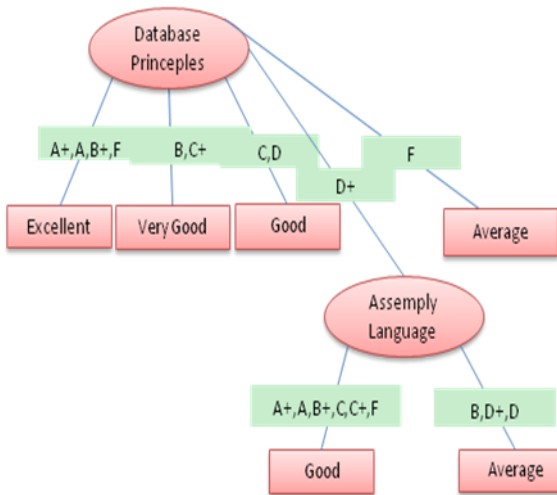 Database
Princeples
A+,A,B+,F
B,C+
C,D
D+
F
Excellent
Very Good
Good
Average
Assemply
Language
A+,A,B+,C,C+,F
B,D+,D
Good
Average